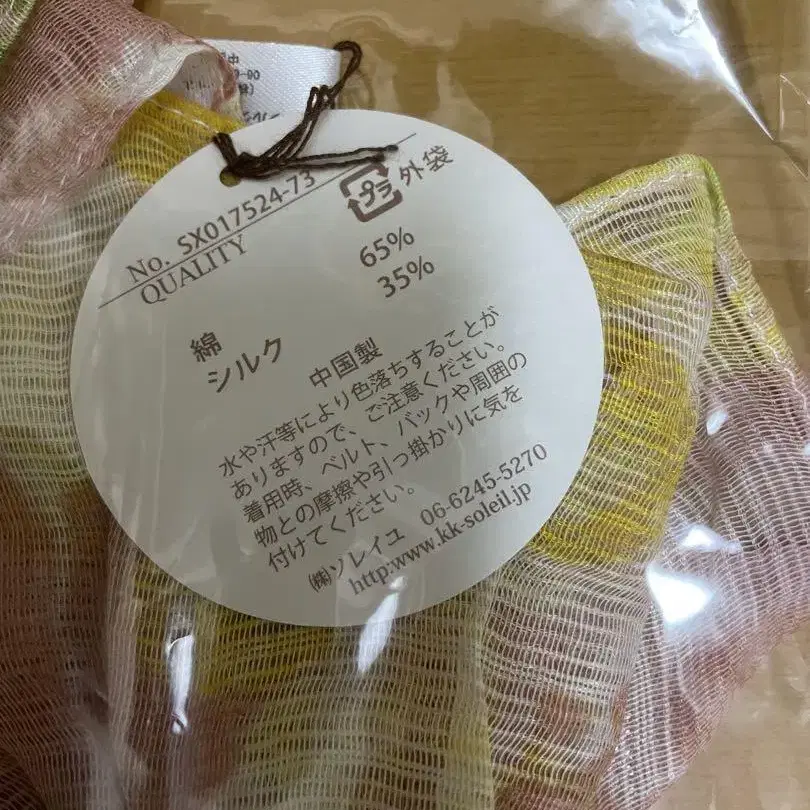 No. SX017524-73
プラ 外袋
QUALITY
綿 65%
シルク 35%
中国製
水や汗等により色落ちすることが
ありますので、ご注意ください。
着用時、ベルト、バックや周囲の
物との摩擦や引っ掛かりに気を
付けてください。
㈱ソレイユ 06-6245-5270
http:www.kk-soleil.jp